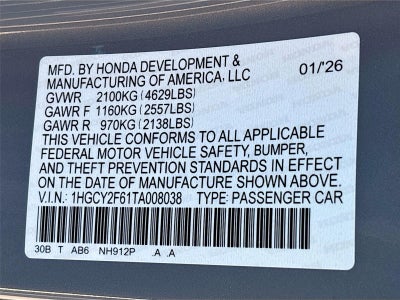 MFD. BY HONDA DEVELOPMENT &
MANUFACTURING OF AMERICA, LLC 01/'26
GVWR 2100KG (4629LBS)
GAWR F 1160KG (2557LBS)
GAWR R 970KG (2138LBS)
THIS VEHICLE CONFORMS TO ALL APPLICABLE
FEDERAL MOTOR VEHICLE SAFETY, BUMPER,
AND THEFT PREVENTION STANDARDS IN EFFECT
ON THE DATE OF MANUFACTURE SHOWN ABOVE.
V.I.N.: 1HGCY2F61TA008038 TYPE: PASSENGER CAR
30B T AB6 NH912P .A .A